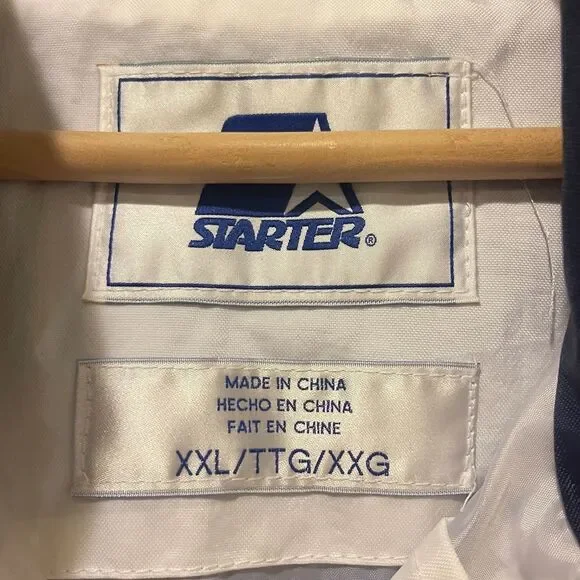 STARTER®
MADE IN CHINA
HECHO EN CHINA
FAIT EN CHINE
XXL/TTG/XXG